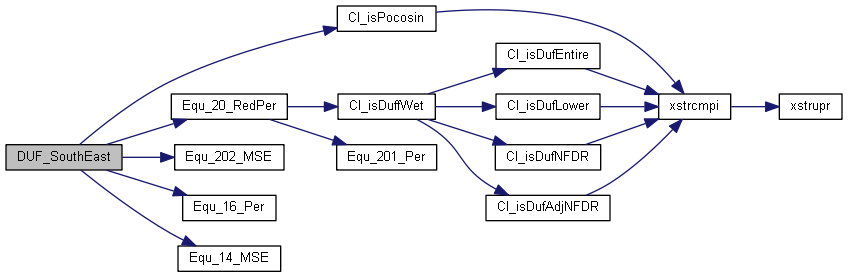 CI_isPocosin
CI_isDufEntire
Equ_20_RedPer
CI_isDuffWet
CI_isDufLower
xstrcmpi
xstrupr
DUF_SouthEast
Equ_202_MSE
Equ_201_Per
CI_isDufNFDR
Equ_16_Per
CI_isDufAdjNFDR
Equ_14_MSE